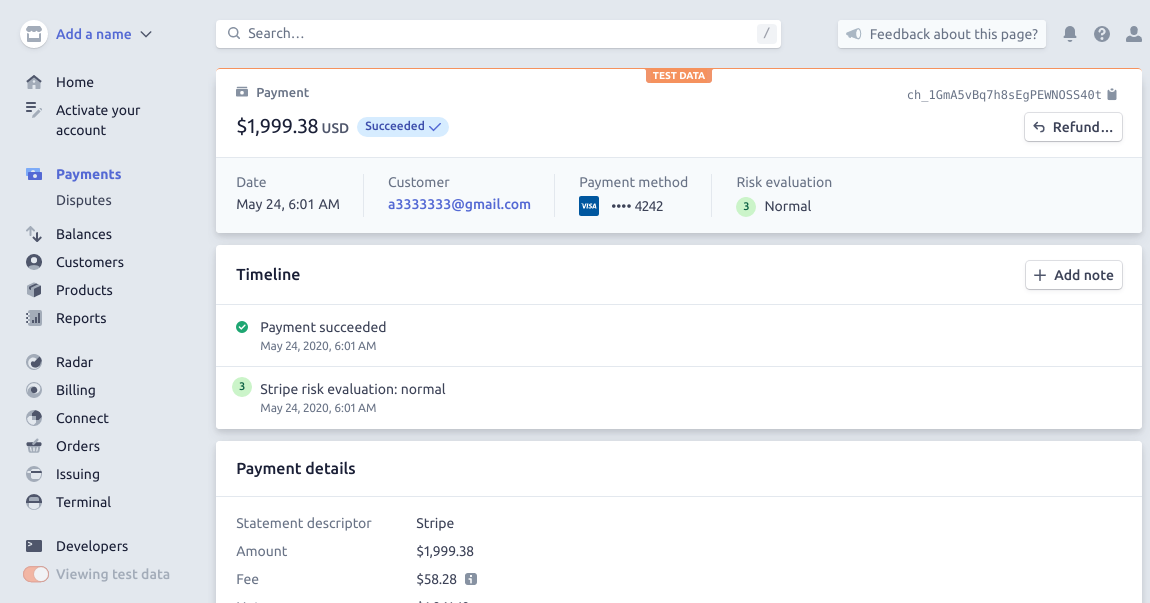 Add a name
Search...
/
Feedback about this page?
Home
Activate your
account
Payments
Disputes
Balances
Customers
Products
Reports
Radar
Billing
Connect
Orders
Issuing
Terminal
Developers
Viewing test data
TEST DATA
Payment
ch_1GmA5vBq7h8sEgPEWNOSS40t
$1,999.38 USD Succeeded
Refund...
Date
May 24, 6:01 AM
Customer
a3333333@gmail.com
Payment method
VISA •••• 4242
Risk evaluation
3 Normal
Timeline
Add note
Payment succeeded
May 24, 2020, 6:01 AM
3 Stripe risk evaluation: normal
May 24, 2020, 6:01 AM
Payment details
Statement descriptor Stripe
Amount $1,999.38
Fee $58.28